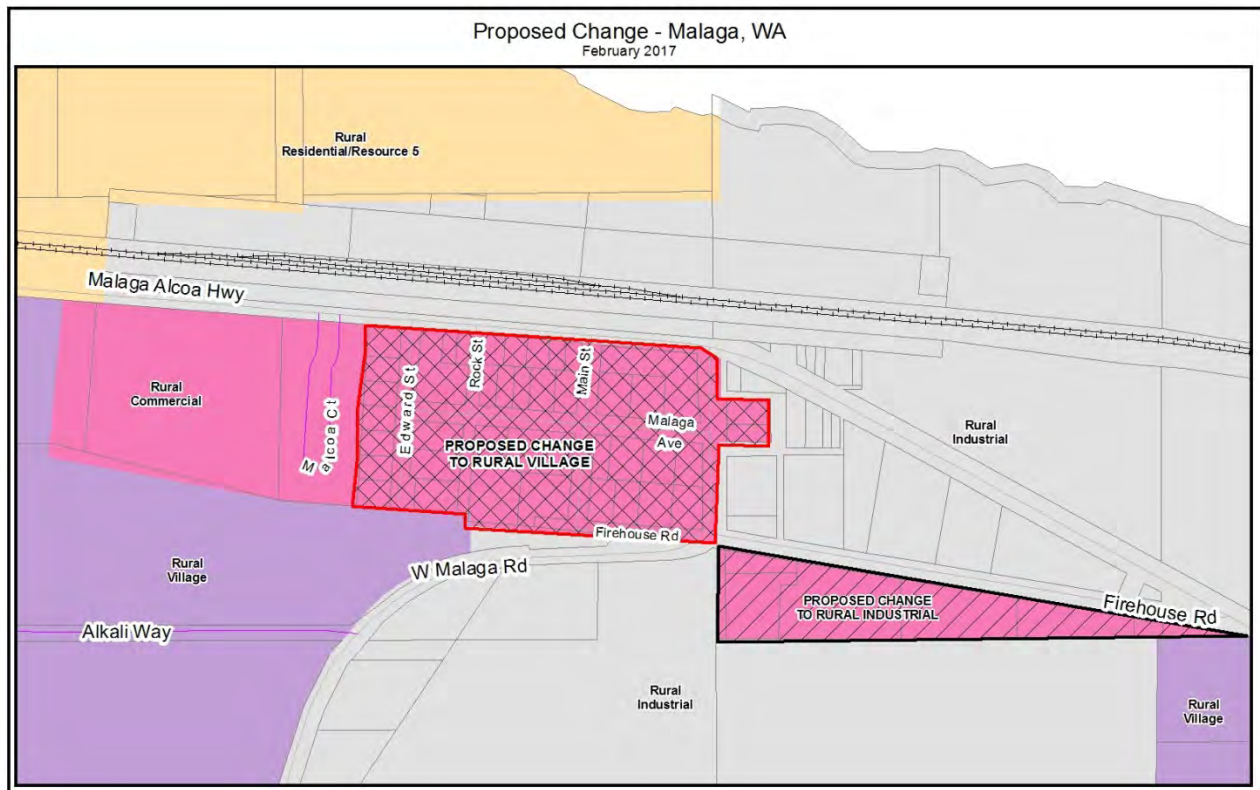 Proposed Change - Malaga, WA
February 2017
Rural
Residential/Resource 5
Malaga Alcoa Hwy
Rural
Commercial
Malcoa Ct
Edward St
Rock St
Main St
Malaga
Ave
PROPOSED CHANGE
TO RURAL VILLAGE
Rural
Industrial
Firehouse Rd
W Malaga Rd
Rural
Village
Alkali Way
PROPOSED CHANGE
TO RURAL INDUSTRIAL
Firehouse Rd
Rural
Industrial
Rural
Village